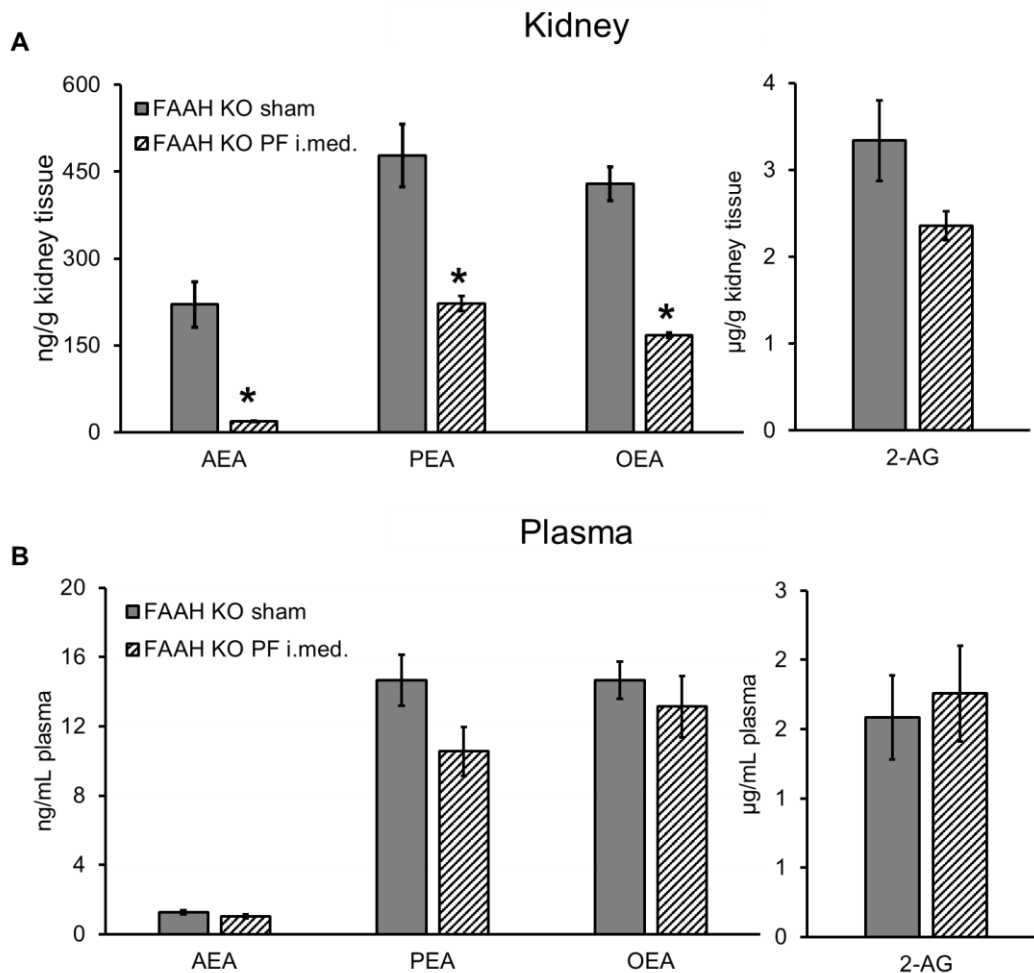 Kidney
A
600
450
300
150
0
ng/g kidney tissue
FAAH KO sham
FAAH KO PF i.med.
*
*
*
AEA PEA OEA
4
3
2
1
0
µg/g kidney tissue
2-AG
Plasma
B
20
16
12
8
4
0
ng/mL plasma
FAAH KO sham
FAAH KO PF i.med.
AEA PEA OEA
3
2
2
1
1
0
µg/mL plasma
2-AG